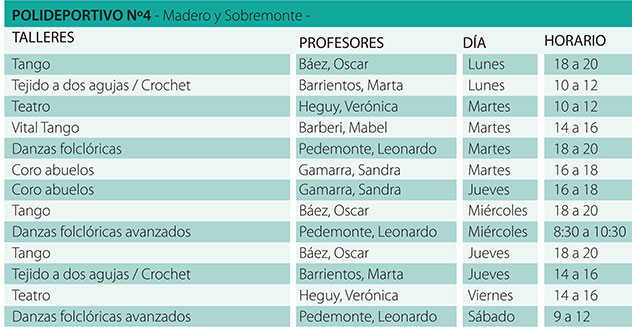 POLIDEPORTIVO Nº4 - Madero y Sobremonte -
TALLERES PROFESORES DÍA HORARIO
Tango Báez, Oscar Lunes 18 a 20
Tejido a dos agujas / Crochet Barrientos, Marta Lunes 10 a 12
Teatro Heguy, Verónica Martes 10 a 12
Vital Tango Barberi, Mabel Martes 14 a 16
Danzas folclóricas Pedemonte, Leonardo Martes 18 a 20
Coro abuelos Gamarra, Sandra Martes 16 a 18
Coro abuelos Gamarra, Sandra Jueves 16 a 18
Tango Báez, Oscar Miércoles 18 a 20
Danzas folclóricas avanzados Pedemonte, Leonardo Miércoles 8:30 a 10:30
Tango Báez, Oscar Jueves 18 a 20
Tejido a dos agujas / Crochet Barrientos, Marta Jueves 14 a 16
Teatro Heguy, Verónica Viernes 14 a 16
Danzas folclóricas avanzados Pedemonte, Leonardo Sábado 9 a 12